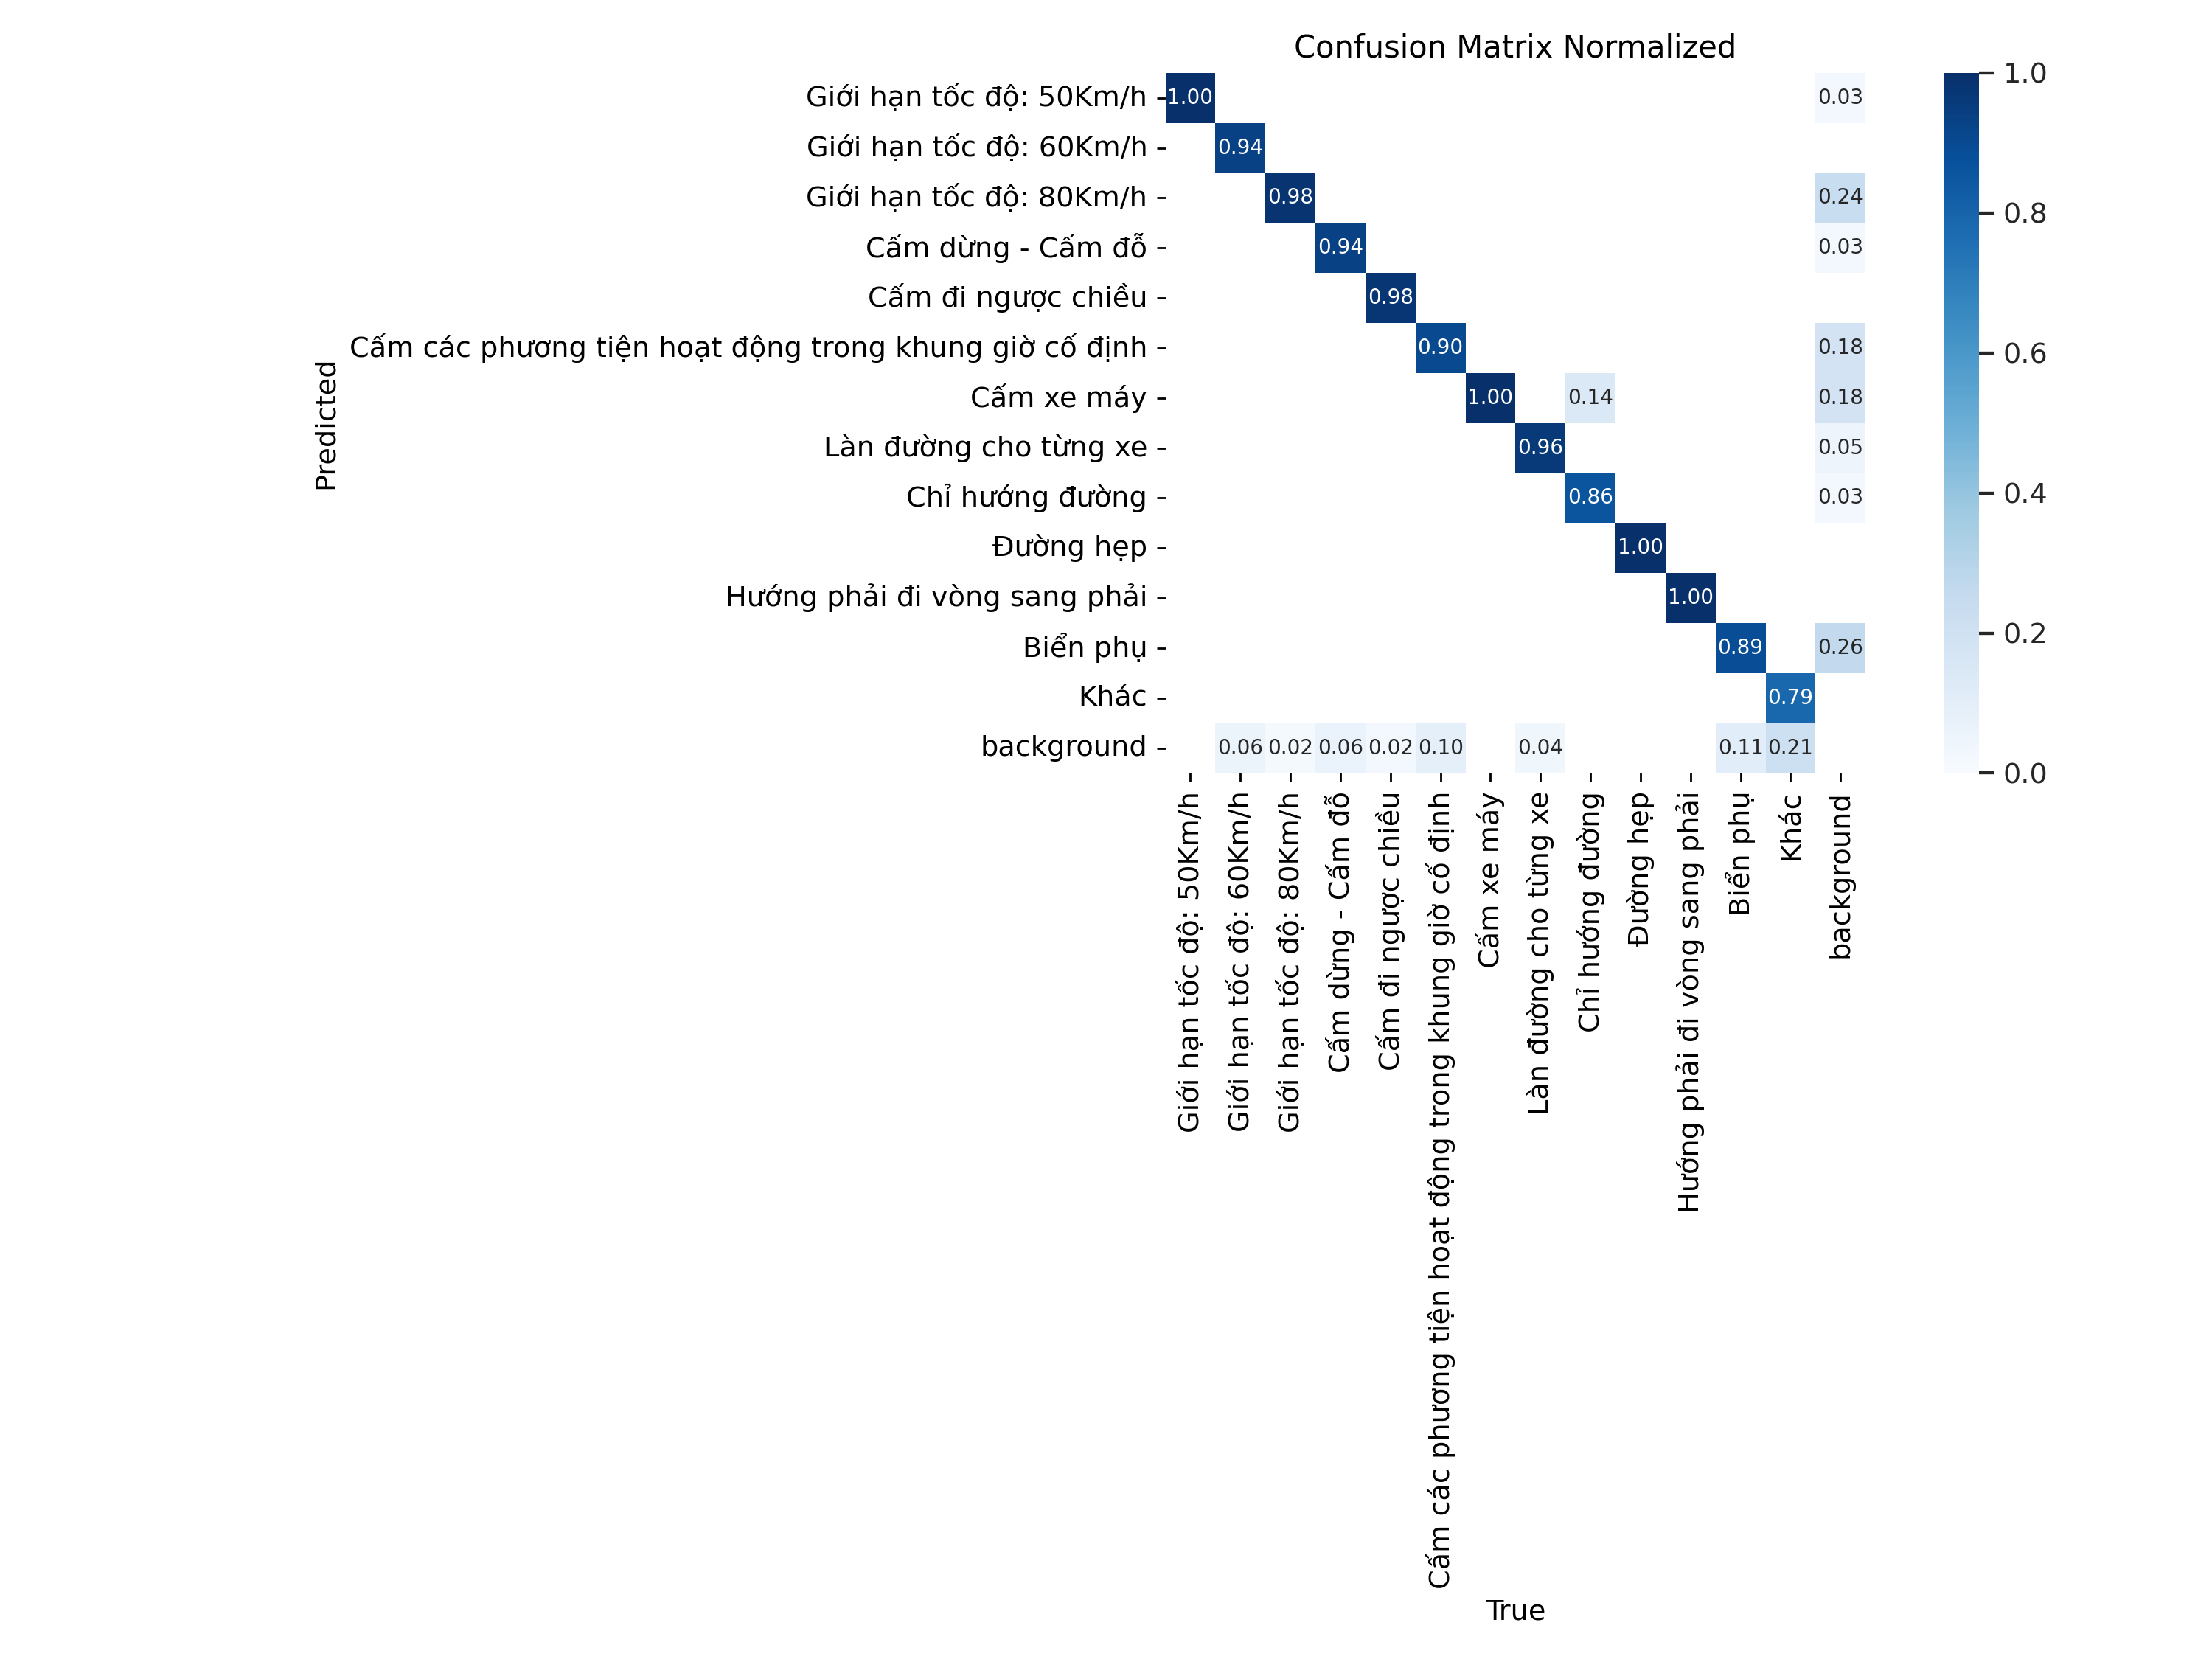 Confusion Matrix Normalized
Giới hạn tốc độ: 50Km/h 1.00 0.03
Giới hạn tốc độ: 60Km/h 0.94
Giới hạn tốc độ: 80Km/h 0.98 0.24
Cấm dừng - Cấm đỗ 0.94 0.03
Cấm đi ngược chiều 0.98
Cấm các phương tiện hoạt động trong khung giờ cố định 0.90 0.18
Cấm xe máy 1.00 0.14 0.18
Làn đường cho từng xe 0.96 0.05
Chỉ hướng đường 0.86 0.03
Đường hẹp 1.00
Hướng phải đi vòng sang phải 1.00
Biển phụ 0.89 0.26
Khác 0.79
background 0.06 0.02 0.06 0.02 0.10 0.04 0.11 0.21
Predicted
Giới hạn tốc độ: 50Km/h
Giới hạn tốc độ: 60Km/h
Giới hạn tốc độ: 80Km/h
Cấm dừng - Cấm đỗ
Cấm đi ngược chiều
Cấm các phương tiện hoạt động trong khung giờ cố định
Cấm xe máy
Làn đường cho từng xe
Chỉ hướng đường
Đường hẹp
Hướng phải đi vòng sang phải
Biển phụ
Khác
background
True
1.0
0.8
0.6
0.4
0.2
0.0